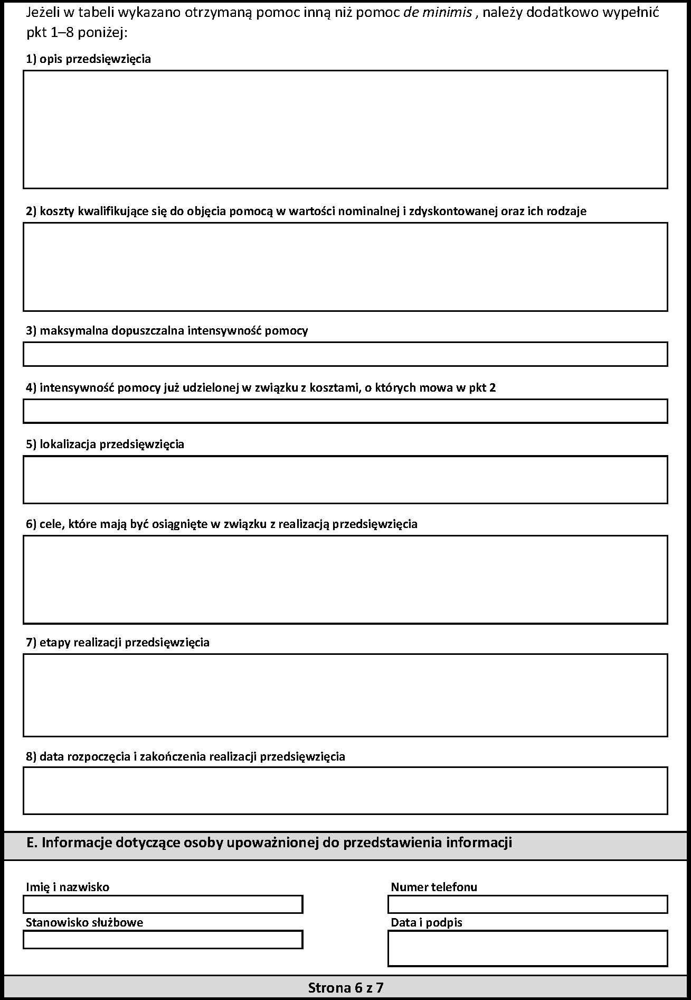 Jeżeli w tabeli wykazano otrzymaną pomoc inną niż pomoc de minimis , należy dodatkowo wypełnić
pkt 1–8 poniżej:
1) opis przedsięwzięcia
2) koszty kwalifikujące się do objęcia pomocą w wartości nominalnej i zdyskontowanej oraz ich rodzaje
3) maksymalna dopuszczalna intensywność pomocy
4) intensywność pomocy już udzielonej w związku z kosztami, o których mowa w pkt 2
5) lokalizacja przedsięwzięcia
6) cele, które mają być osiągnięte w związku z realizacją przedsięwzięcia
7) etapy realizacji przedsięwzięcia
8) data rozpoczęcia i zakończenia realizacji przedsięwzięcia
E. Informacje dotyczące osoby upoważnionej do przedstawienia informacji
Imię i nazwisko
Numer telefonu
Stanowisko służbowe
Data i podpis
Strona 6 z 7